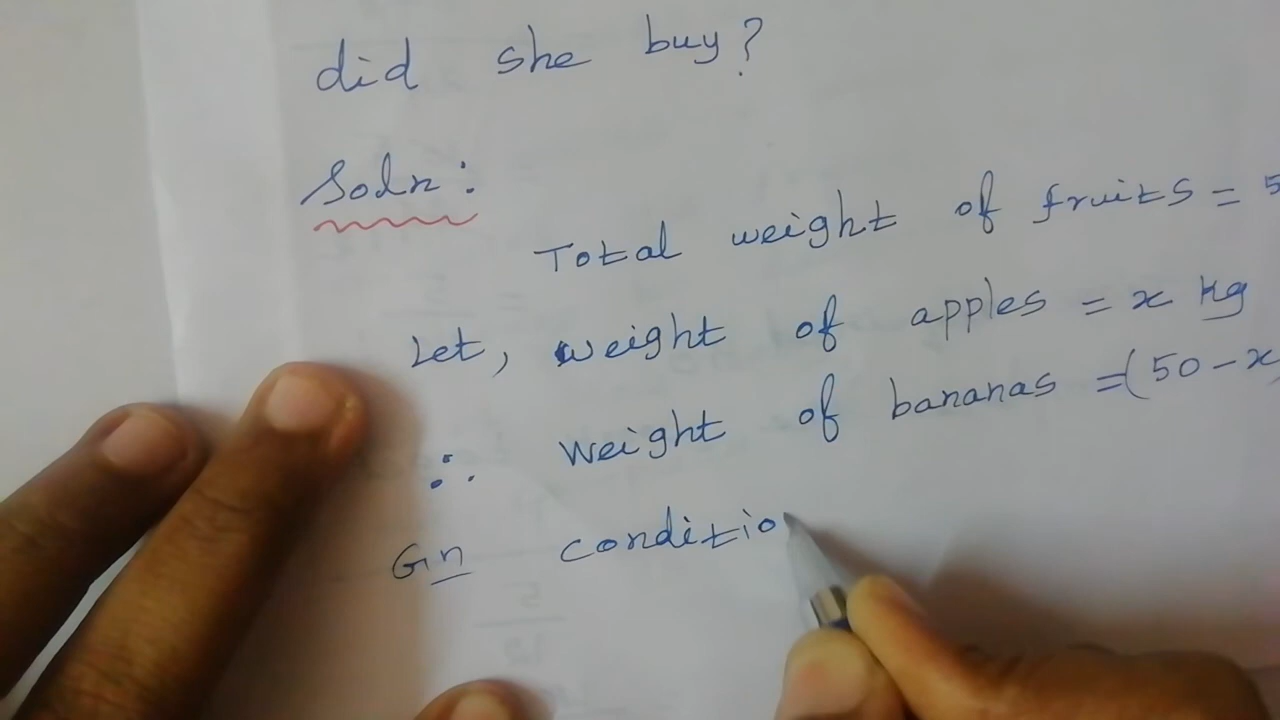 did she buy?
Soln:
Total weight of fruits = 5
Let, weight of apples = x kg
∴ Weight of bananas = (50 - x
Gn conditio